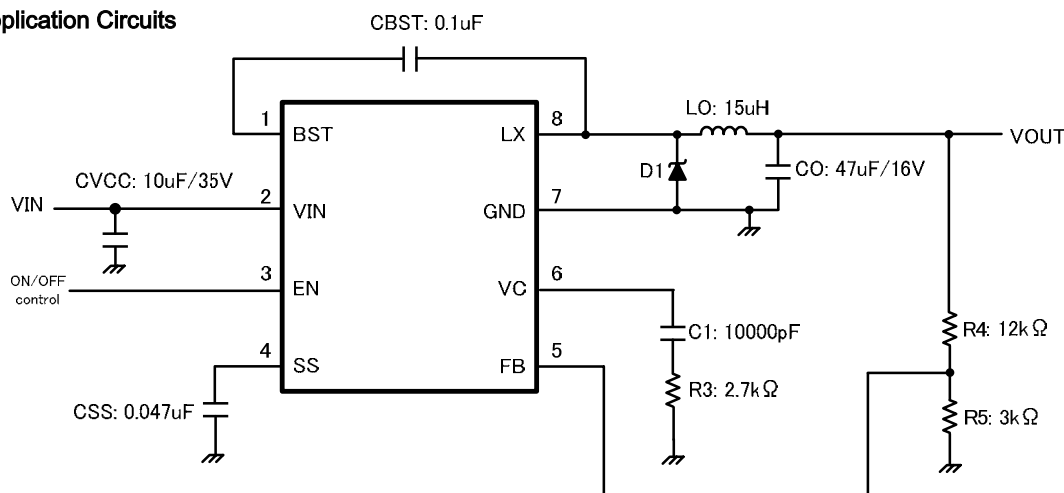 plication Circuits
CBST: 0.1uF
1
BST
LX
8
LO: 15uH
VOUT
D1
CO: 47uF/16V
CVCC: 10uF/35V
VIN
2
VIN
GND
7
ON/OFF
control
3
EN
VC
6
C1: 10000pF
R3: 2.7kΩ
R4: 12kΩ
4
SS
FB
5
CSS: 0.047uF
R5: 3kΩ